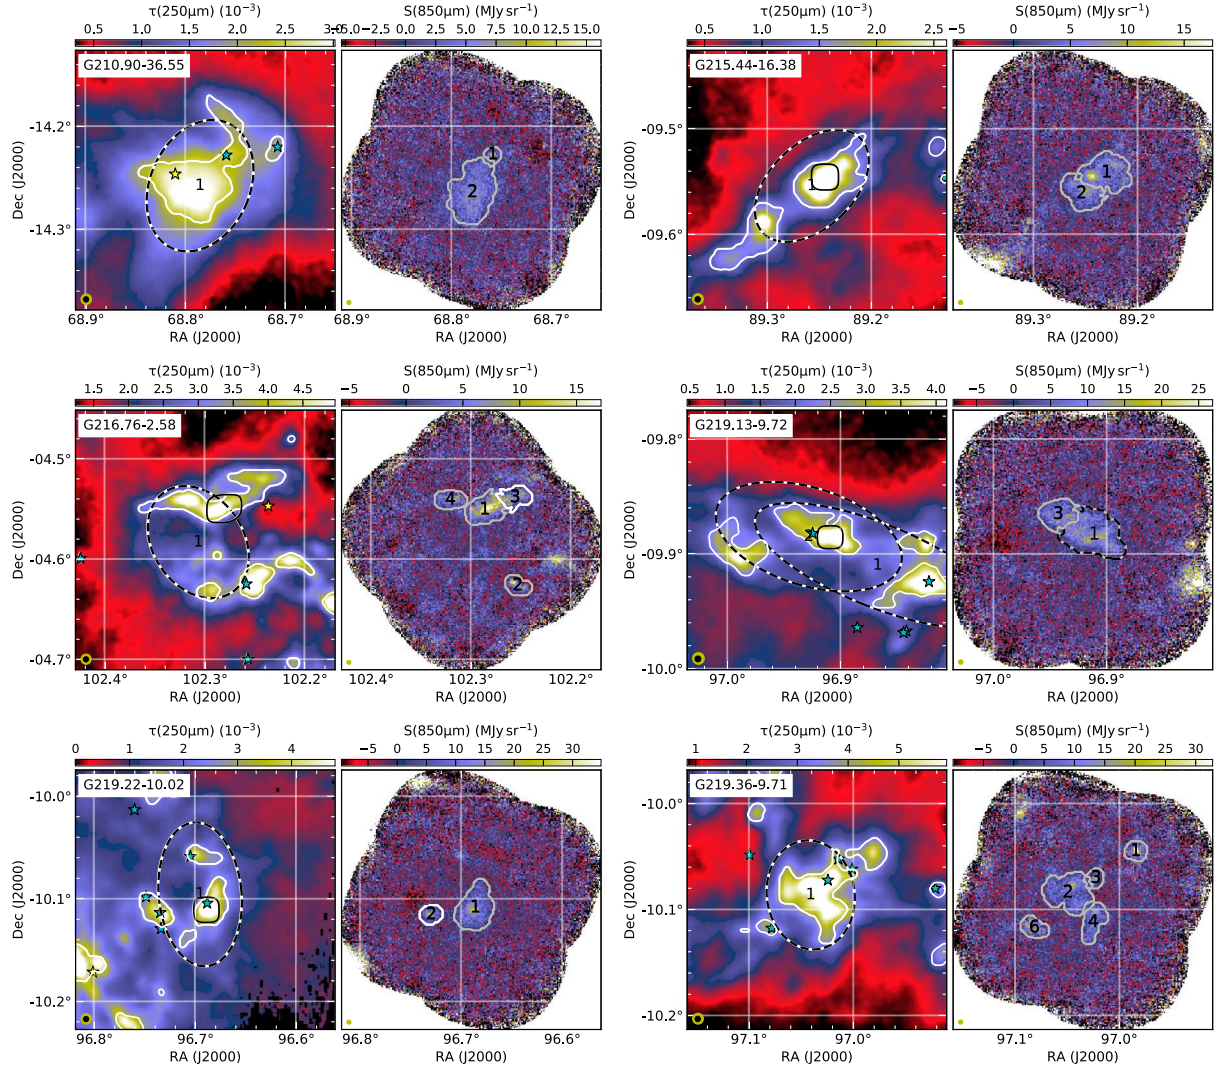 τ(250μm) (10⁻³) S(850μm) (MJy sr⁻¹) τ(250μm) (10⁻³) S(850μm) (MJy sr⁻¹)
0.5 1.0 1.5 2.0 2.5 3.0 −5.0 −2.5 0.0 2.5 5.0 7.5 10.0 12.5 15.0 0.5 1.0 1.5 2.0 2.5 −5 0 5 10 15
G210.90-36.55 G215.44-16.38
-14.2° -09.5°
1 1 2 1 1 2
-14.3° -09.6°
Dec (J2000) Dec (J2000)
68.9° 68.8° 68.7° 68.9° 68.8° 68.7° 89.3° 89.2° 89.3° 89.2°
RA (J2000) RA (J2000) RA (J2000) RA (J2000)
τ(250μm) (10⁻³) S(850μm) (MJy sr⁻¹) τ(250μm) (10⁻³) S(850μm) (MJy sr⁻¹)
1.5 2.0 2.5 3.0 3.5 4.0 4.5 −5 0 5 10 15 0.5 1.0 1.5 2.0 2.5 3.0 3.5 4.0 −5 0 5 10 15 20 25
G216.76-2.58 G219.13-9.72
-04.5° -09.8°
1 4 1 3 2 1 3 1
-04.6° -09.9°
-04.7° -10.0°
Dec (J2000) Dec (J2000)
102.4° 102.3° 102.2° 102.4° 102.3° 102.2° 97.0° 96.9° 97.0° 96.9°
RA (J2000) RA (J2000) RA (J2000) RA (J2000)
τ(250μm) (10⁻³) S(850μm) (MJy sr⁻¹) τ(250μm) (10⁻³) S(850μm) (MJy sr⁻¹)
0 1 2 3 4 −5 0 5 10 15 20 25 30 1 2 3 4 5 −5 0 5 10 15 20 25 30
G219.22-10.02 G219.36-9.71
-10.0° -10.0°
1 2 1 1 1 2 3 4 6
-10.1° -10.1°
-10.2° -10.2°
Dec (J2000) Dec (J2000)
96.8° 96.7° 96.6° 96.8° 96.7° 96.6° 97.1° 97.0° 97.1° 97.0°
RA (J2000) RA (J2000) RA (J2000) RA (J2000)